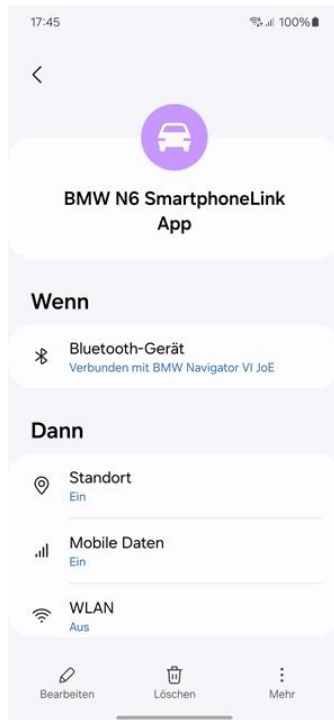 17:45
100%
BMW N6 SmartphoneLink
App
Wenn
Bluetooth-Gerät
Verbunden mit BMW Navigator VI JoE
Dann
Standort
Ein
Mobile Daten
Ein
WLAN
Aus
Bearbeiten
Löschen
Mehr